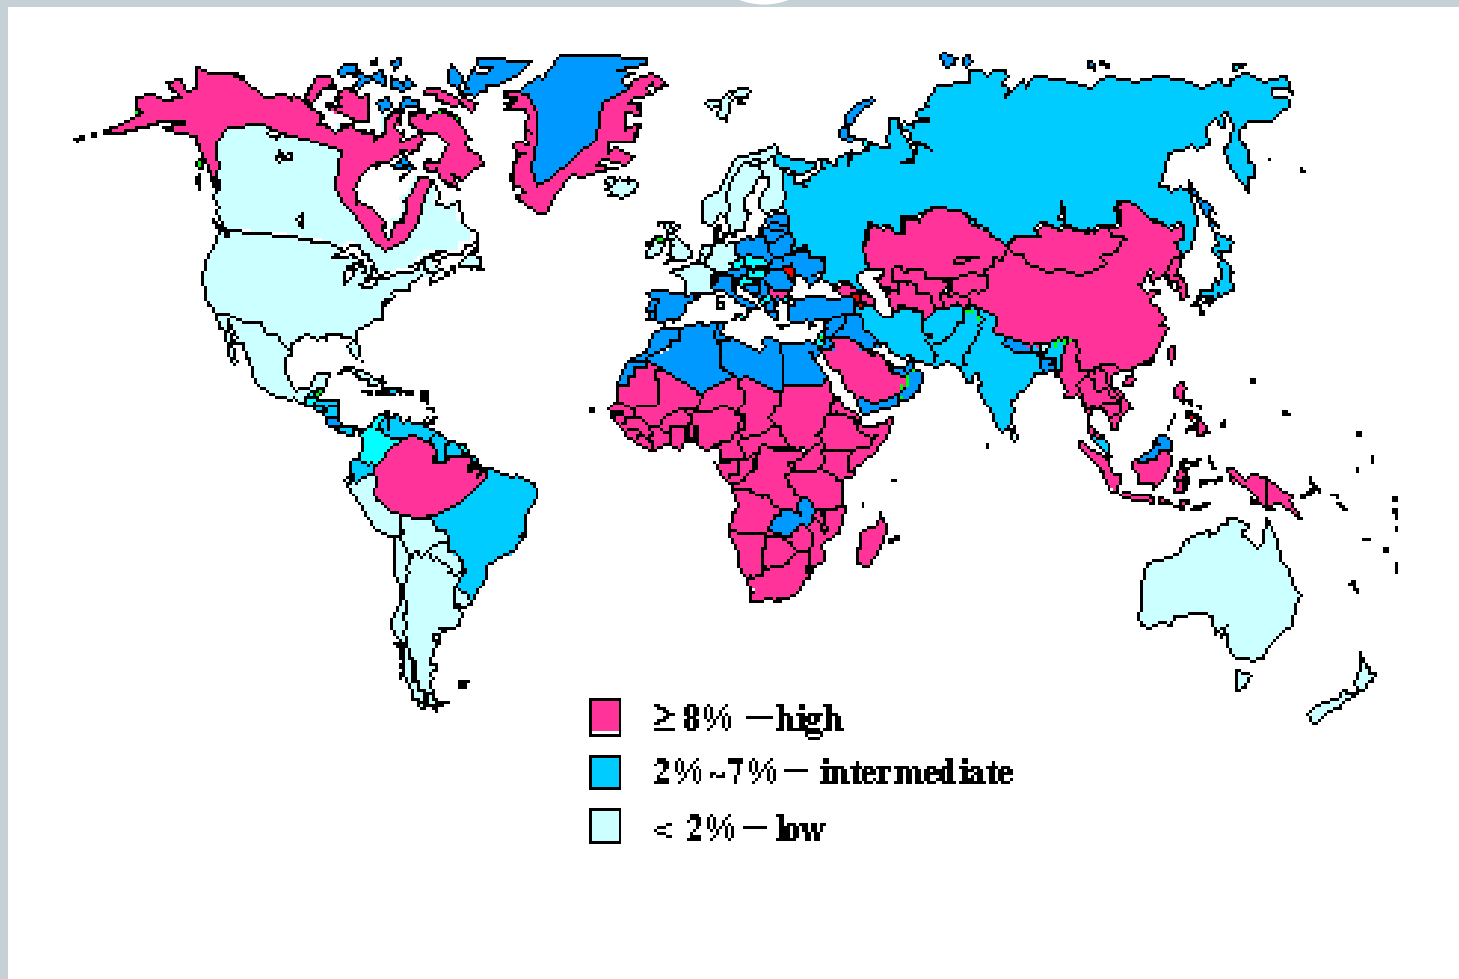 ≥ 8% — high
2% ~ 7% — intermediate
< 2% — low